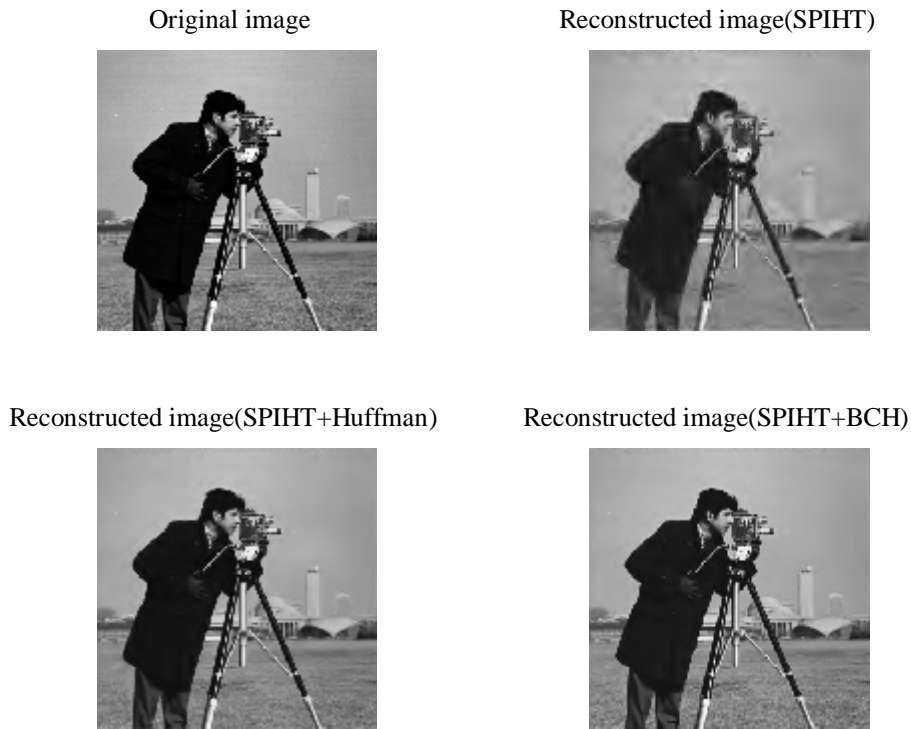 Original image
Reconstructed image(SPIHT)
Reconstructed image(SPIHT+Huffman)
Reconstructed image(SPIHT+BCH)